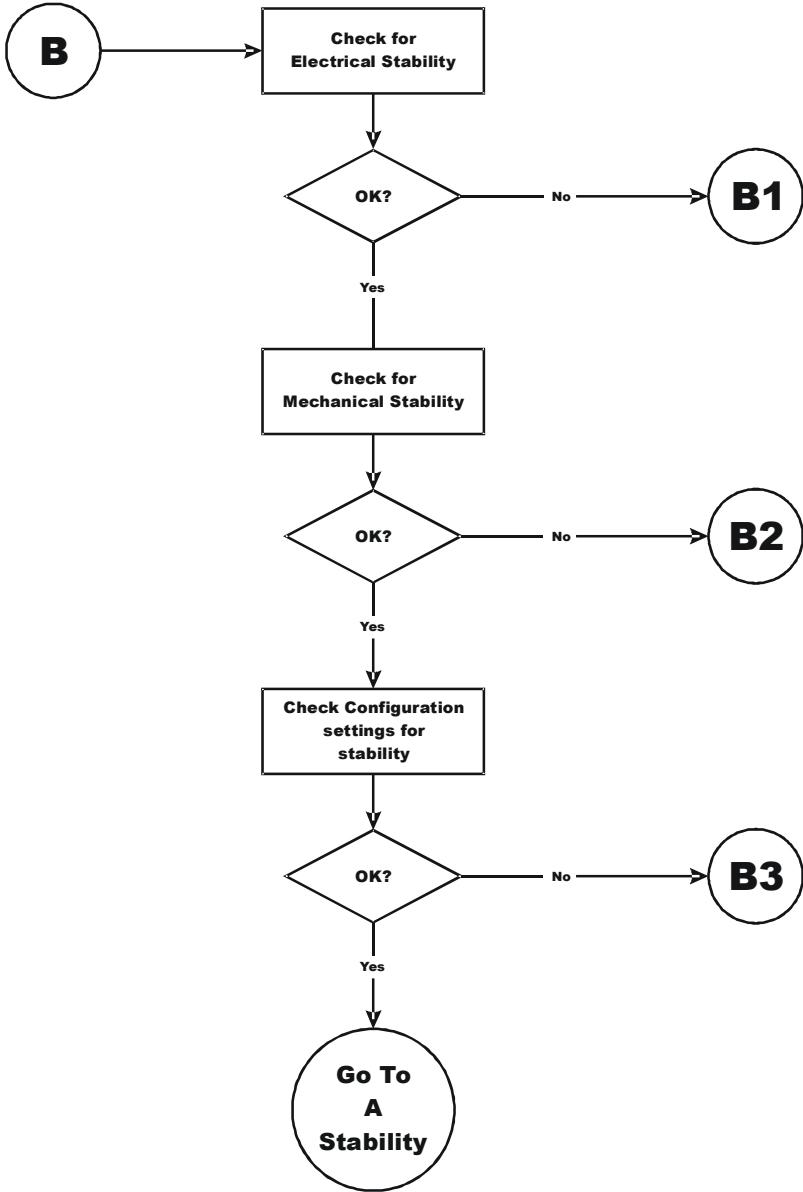 B
Check for
Electrical Stability
OK?
No
B1
Yes
Check for
Mechanical Stability
OK?
No
B2
Yes
Check Configuration
settings for
stability
OK?
No
B3
Yes
Go To
A
Stability